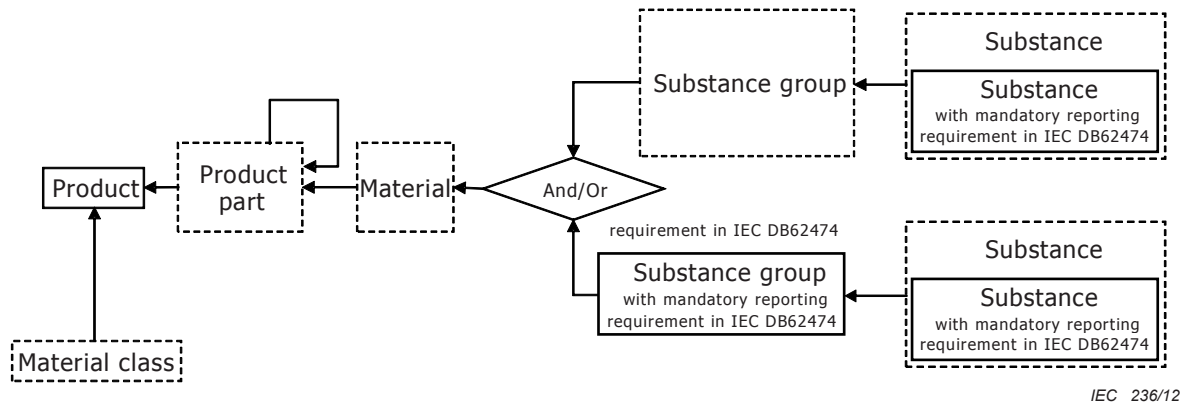 Substance
Substance
with mandatory reporting
requirement in IEC DB62474
Substance group
Product
Product
part
Material
And/Or
requirement in IEC DB62474
Substance group
with mandatory reporting
requirement in IEC DB62474
Substance
Substance
with mandatory reporting
requirement in IEC DB62474
Material class
IEC 236/12